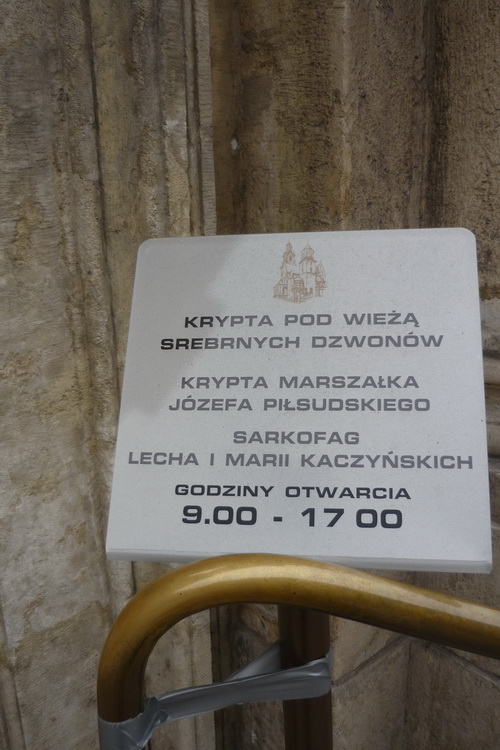 KRYPTA POD WIEŻĄ
SREBRNYCH DZWONÓW
KRYPTA MARSZAŁKA
JÓZEFA PIŁSUDSKIEGO
SARKOFAG
LECHA I MARII KACZYŃSKICH
GODZINY OTWARCIA
9.00 - 17 00